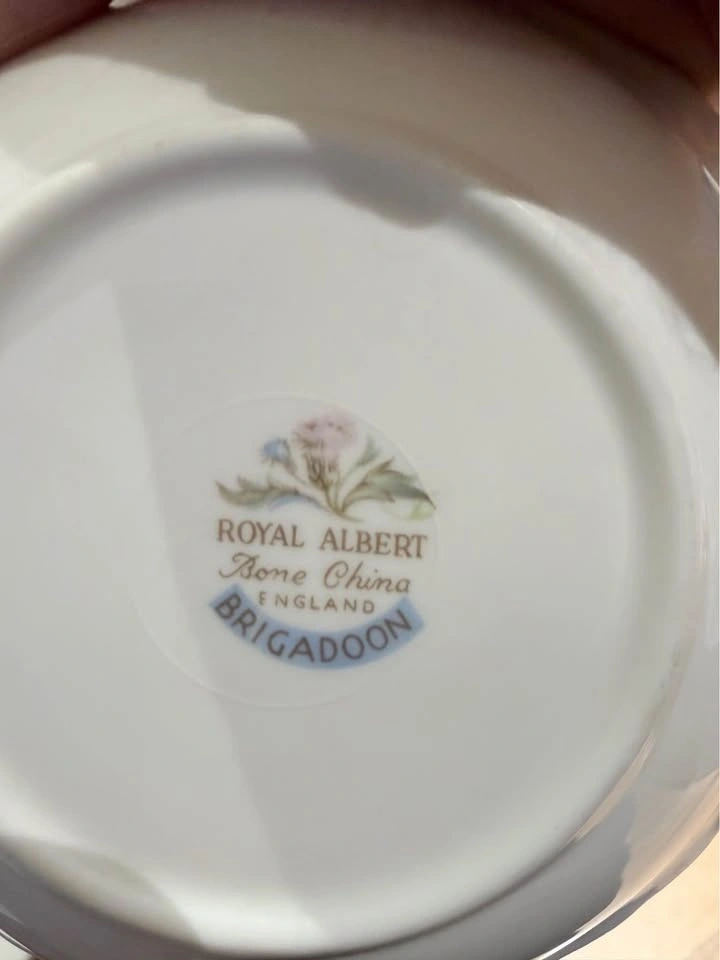 ROYAL ALBERT
Bone China
ENGLAND
BRIGADOON